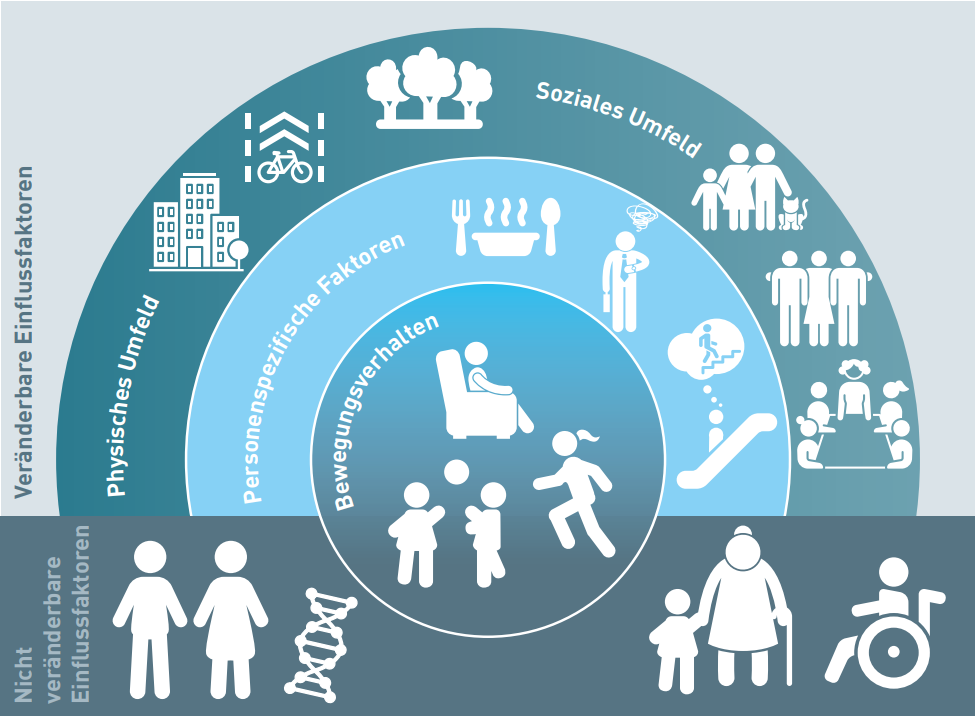 Veränderbare Einflussfaktoren
Physisches Umfeld
Personenspezifische Faktoren
Bewegungsverhalten
Soziales Umfeld
Nicht
veränderbare
Einflussfaktoren